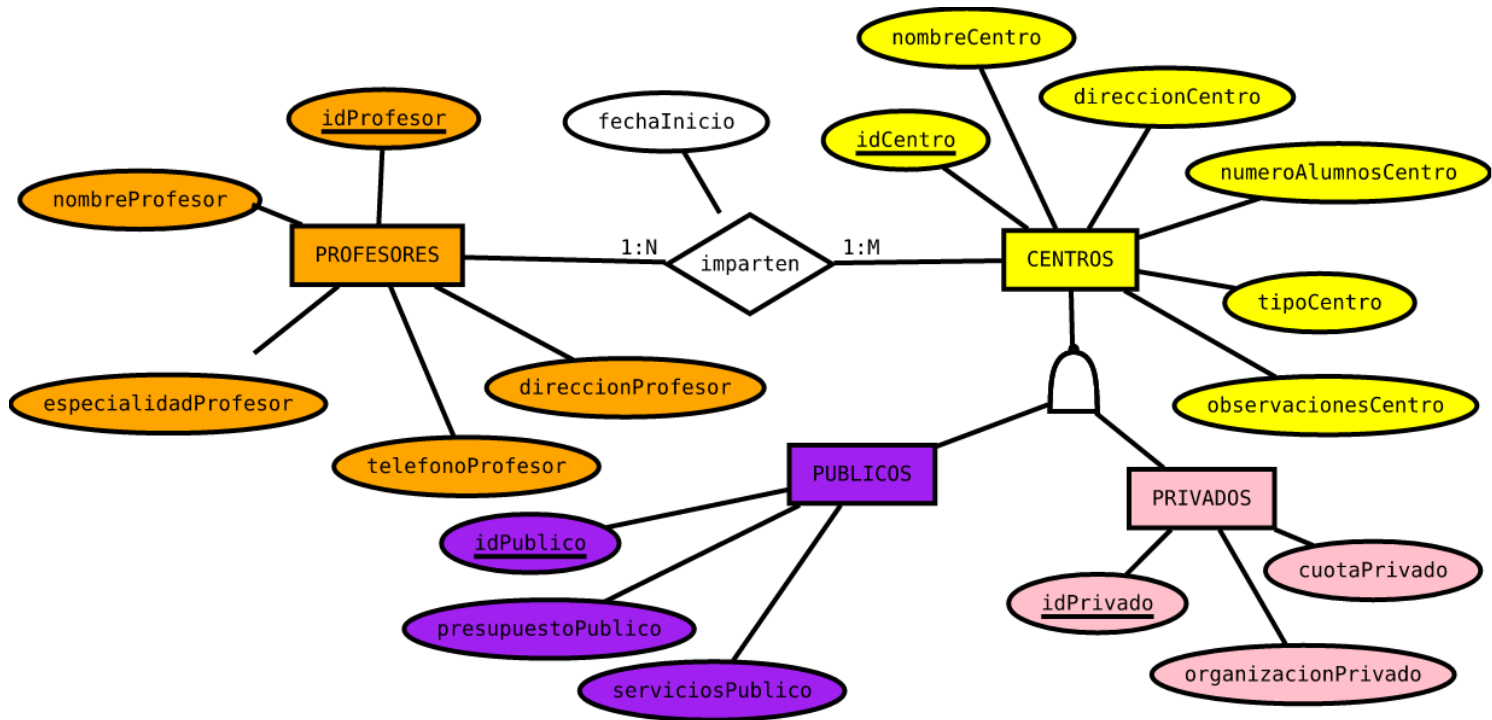 nombreCentro
direccionCentro
idProfesor
fechaInicio
idCentro
numeroAlumnosCentro
nombreProfesor
PROFESORES
1:N
imparten
1:M
CENTROS
tipoCentro
especialidadProfesor
direccionProfesor
observacionesCentro
telefonoProfesor
PUBLICOS
PRIVADOS
idPublico
cuotaPrivado
idPrivado
presupuestoPublico
organizacionPrivado
serviciosPublico